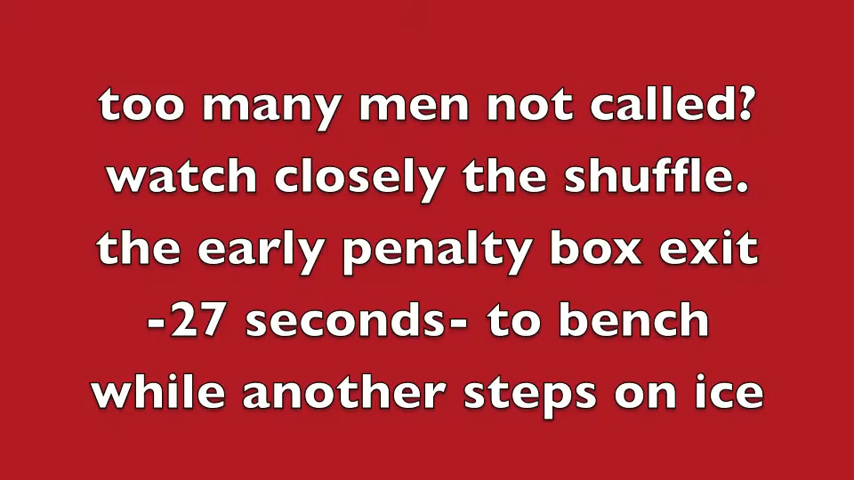 too many men not called?
watch closely the shuffle.
the early penalty box exit
-27 seconds- to bench
while another steps on ice